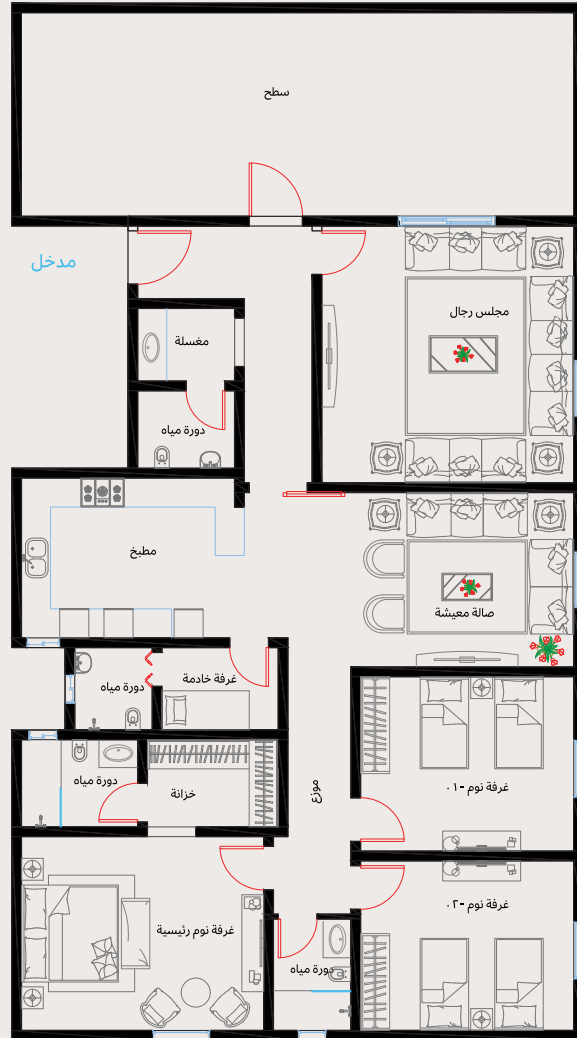 سطح
مدخل
مجلس رجال
مغسلة
دورة مياه
مطبخ
صالة معيشة
غرفة خادمة
دورة مياه
دورة مياه
خزانة
موزع
غرفة نوم -٠١
غرفة نوم -٠٢
غرفة نوم رئيسية
دورة مياه